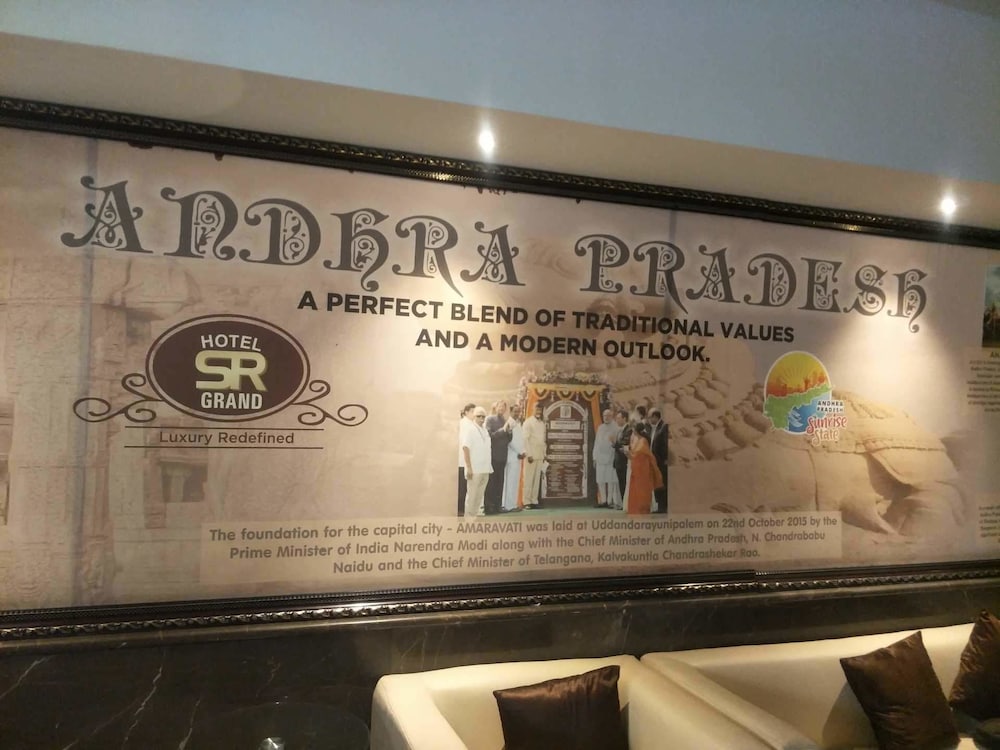 ANDHRA PRADESH
A PERFECT BLEND OF TRADITIONAL VALUES
AND A MODERN OUTLOOK.
HOTEL
SR
GRAND
Luxury Redefined
ANDHRA
PRADESH
Sunrise
State
The foundation for the capital city - AMARAVATI was laid at Uddandarayunipalem on 22nd October 2015 by the
Prime Minister of India Narendra Modi along with the Chief Minister of Andhra Pradesh, N. Chandrababu
Naidu and the Chief Minister of Telangana, Kalvakuntla Chandrashekar Rao.